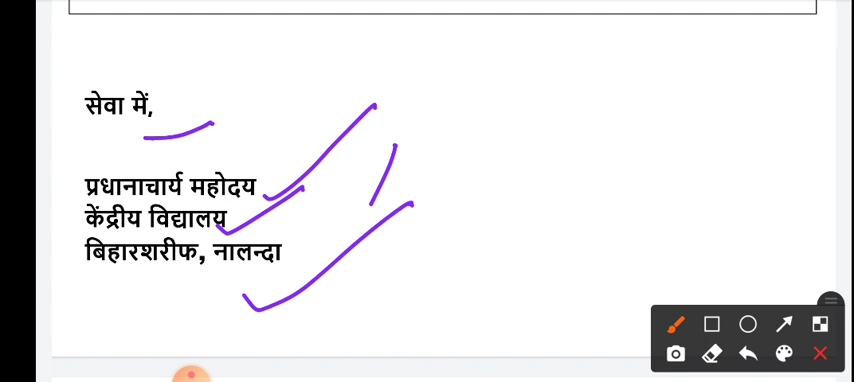 सेवा में,
प्रधानाचार्य महोदय
केंद्रीय विद्यालय
बिहारशरीफ, नालन्दा